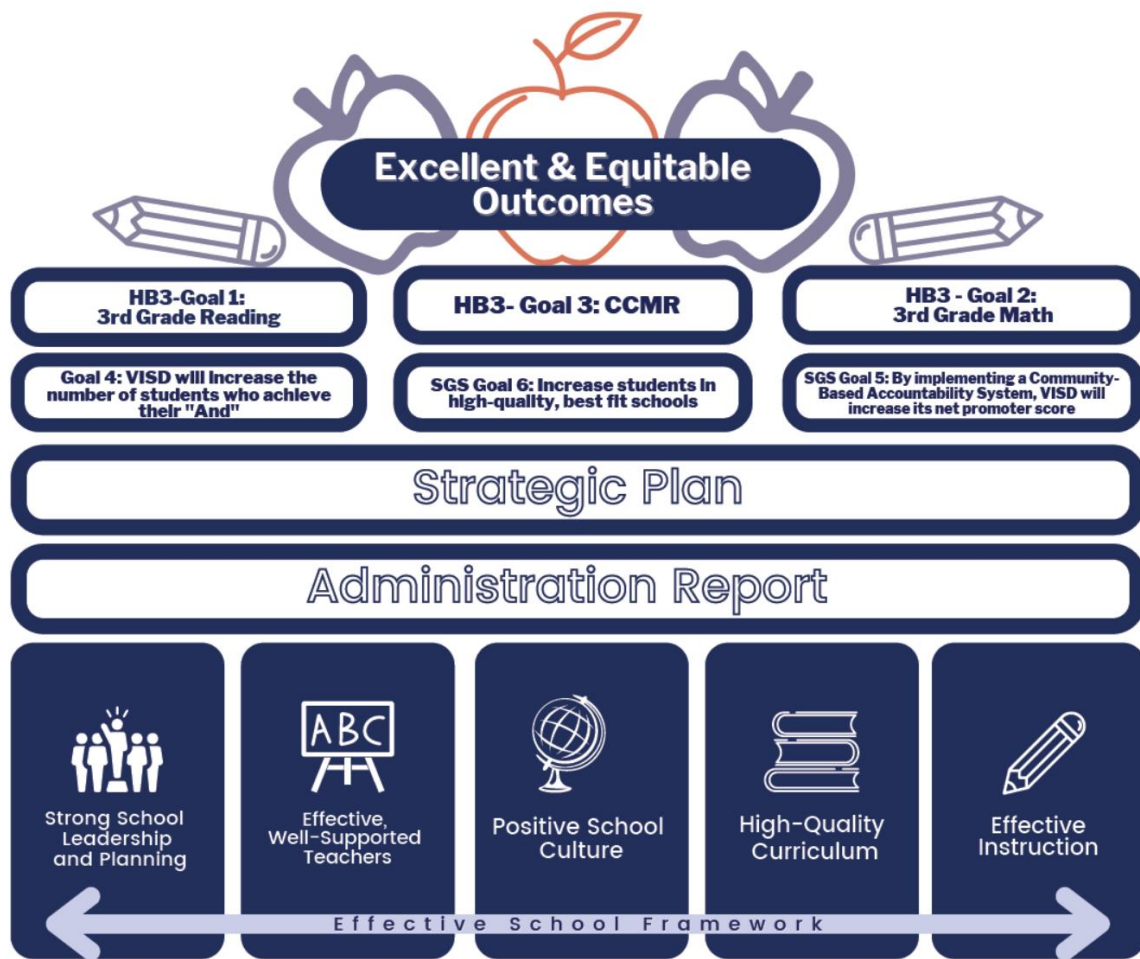 Excellent & Equitable
Outcomes
HB3-Goal 1:
3rd Grade Reading
HB3- Goal 3: CCMR
HB3 - Goal 2:
3rd Grade Math
Goal 4: VISD will increase the
number of students who achieve
their "And"
SGS Goal 6: Increase students in
high-quality, best fit schools
SGS Goal 5: By implementing a Community-
Based Accountability System, VISD will
increase its net promoter score
Strategic Plan
Administration Report
ABC
Strong School
Leadership
and Planning
Effective,
Well-Supported
Teachers
Positive School
Culture
High-Quality
Curriculum
Effective
Instruction
Effective School Framework